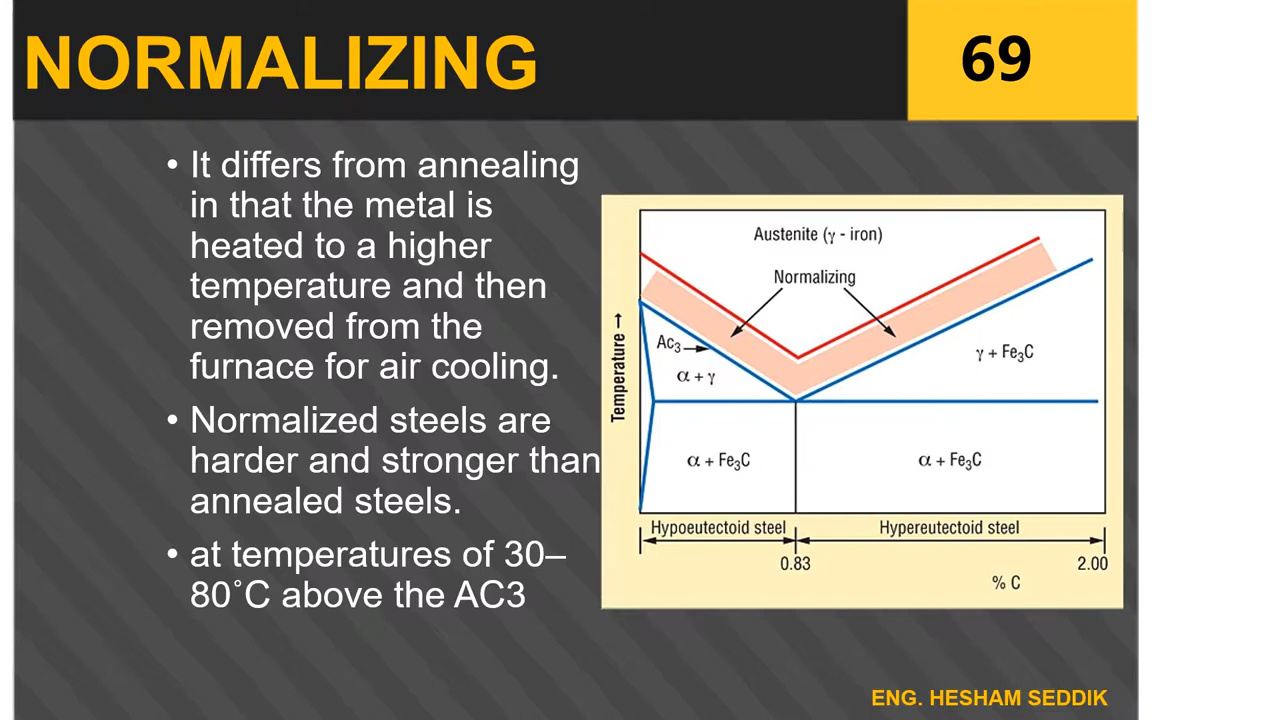 NORMALIZING
69
• It differs from annealing
in that the metal is
heated to a higher
temperature and then
removed from the
furnace for air cooling.
• Normalized steels are
harder and stronger than
annealed steels.
• at temperatures of 30–
80˚C above the AC3
Austenite (γ - iron)
Normalizing
Temperature →
Ac₃
α + γ
γ + Fe₃C
α + Fe₃C
α + Fe₃C
Hypoeutectoid steel
Hypereutectoid steel
0.83
2.00
% C
ENG. HESHAM SEDDIK